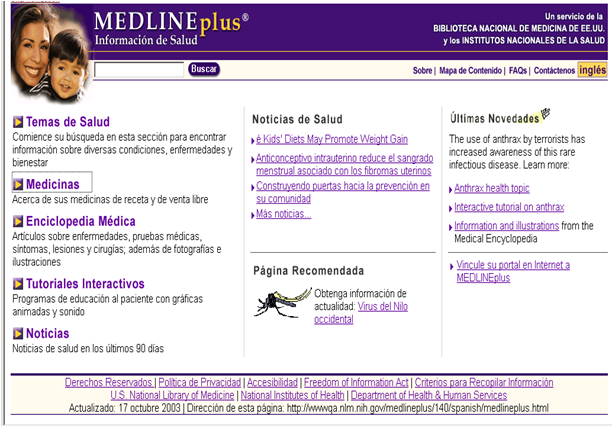 MEDLINEplus®
Información de Salud
Un servicio de la
BIBLIOTECA NACIONAL DE MEDICINA DE EE.UU.
y los INSTITUTOS NACIONALES DE LA SALUD
Buscar
Sobre | Mapa de Contenido | FAQs | Contáctenos inglés
Temas de Salud
Comience su búsqueda en esta sección para encontrar
información sobre diversas condiciones, enfermedades y
bienestar
Medicinas
Acerca de sus medicinas de receta y de venta libre
Enciclopedia Médica
Artículos sobre enfermedades, pruebas médicas,
síntomas, lesiones y cirugías; además de fotografías e
ilustraciones
Tutoriales Interactivos
Programas de educación al paciente con gráficas
animadas y sonido
Noticias
Noticias de salud en los últimos 90 días
Noticias de Salud
é Kids' Diets May Promote Weight Gain
Anticonceptivo intrauterino reduce el sangrado
menstrual asociado con los fibromas uterinos
Construyendo puertas hacia la prevención en
su comunidad
Más noticias...
Página Recomendada
Obtenga información de
actualidad: Virus del Nilo
occidental
Últimas Novedades
The use of anthrax by terrorists has
increased awareness of this rare
infectious disease. Learn more:
Anthrax health topic
Interactive tutorial on anthrax
Information and illustrations from the
Medical Encyclopedia
Vincule su portal en Internet a
MEDLINEplus
Derechos Reservados | Política de Privacidad | Accesibilidad | Freedom of Information Act | Criterios para Recopilar Información
U.S. National Library of Medicine | National Institutes of Health | Department of Health & Human Services
Actualizado: 17 octubre 2003 | Dirección de esta página: http://wwwqa.nlm.nih.gov/medlineplus/140/spanish/medlineplus.html